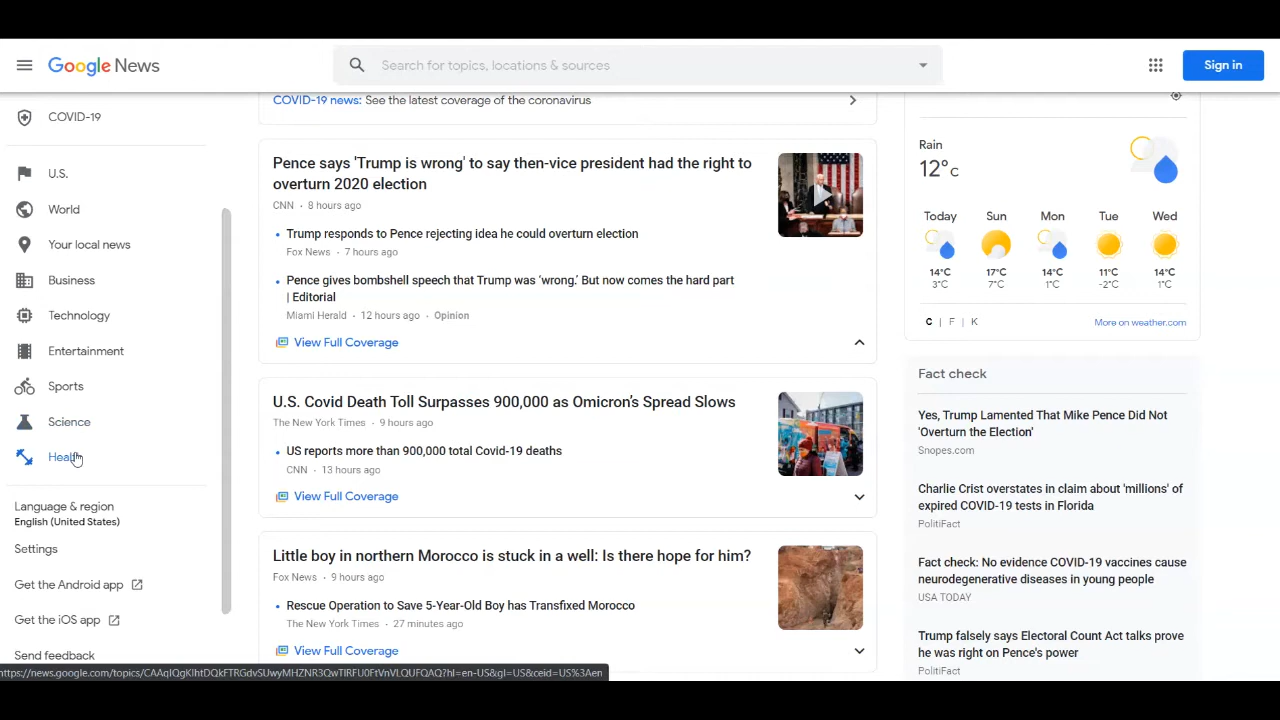 Google News
Search for topics, locations & sources
Sign in
COVID-19
U.S.
World
Your local news
Business
Technology
Entertainment
Sports
Science
Health
Language & region
English (United States)
Settings
Get the Android app
Get the iOS app
Send feedback
COVID-19 news: See the latest coverage of the coronavirus
Pence says 'Trump is wrong' to say then-vice president had the right to
overturn 2020 election
CNN • 8 hours ago
• Trump responds to Pence rejecting idea he could overturn election
Fox News • 7 hours ago
• Pence gives bombshell speech that Trump was ‘wrong.’ But now comes the hard part
| Editorial
Miami Herald • 12 hours ago • Opinion
View Full Coverage
U.S. Covid Death Toll Surpasses 900,000 as Omicron’s Spread Slows
The New York Times • 9 hours ago
• US reports more than 900,000 total Covid-19 deaths
CNN • 13 hours ago
View Full Coverage
Little boy in northern Morocco is stuck in a well: Is there hope for him?
Fox News • 9 hours ago
• Rescue Operation to Save 5-Year-Old Boy has Transfixed Morocco
The New York Times • 27 minutes ago
View Full Coverage
Rain
12°C
Today Sun Mon Tue Wed
14°C 17°C 14°C 11°C 14°C
3°C 7°C 1°C -2°C 1°C
C | F | K
More on weather.com
Fact check
Yes, Trump Lamented That Mike Pence Did Not
'Overturn the Election'
Snopes.com
Charlie Crist overstates in claim about 'millions' of
expired COVID-19 tests in Florida
PolitiFact
Fact check: No evidence COVID-19 vaccines cause
neurodegenerative diseases in young people
USA TODAY
Trump falsely says Electoral Count Act talks prove
he was right on Pence's power
PolitiFact